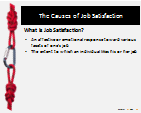 The Causes of Job Satisfaction
What is Job Satisfaction?
• An affective or emotional response toward various
facets of one's job.
• The extent to which an individual likes his or her job